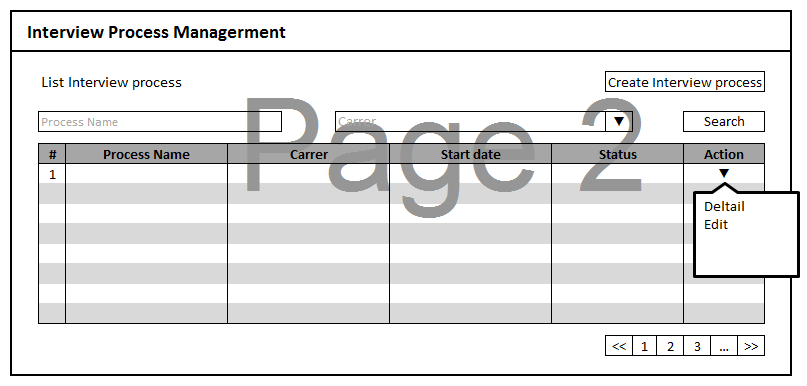 Interview Process Managerment
List Interview process
Create Interview process
Process Name
Carrer
▼
Search
Page 2
# Process Name Carrer Start date Status Action
1 ▼
Deltail
Edit
<< 1 2 3 ... >>